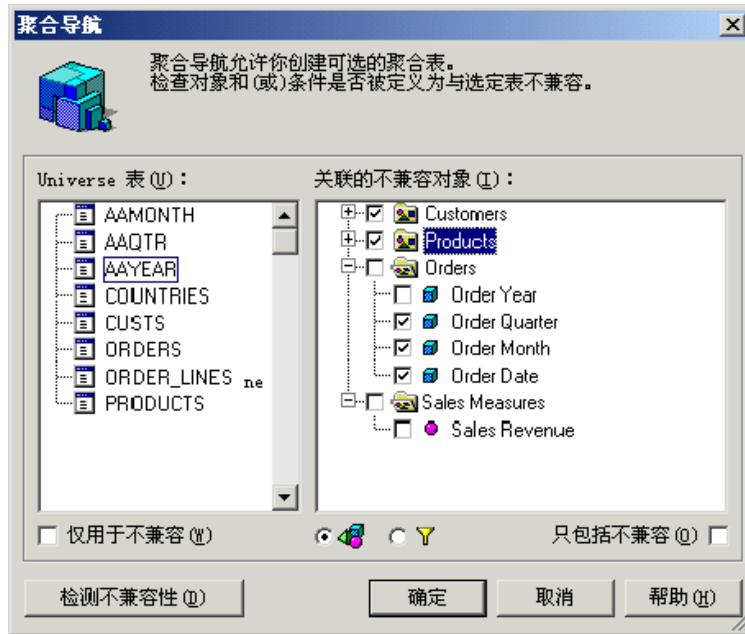 聚合导航
聚合导航允许你创建可选的聚合表。
检查对象和(或)条件是否被定义为与选定表不兼容。
Universe 表(U):
AAMONTH
AAQTR
AAYEAR
COUNTRIES
CUSTS
ORDERS
ORDER_LINES ne
PRODUCTS
关联的不兼容对象(I):
Customers
Products
Orders
Order Year
Order Quarter
Order Month
Order Date
Sales Measures
Sales Revenue
仅用于不兼容(W)
只包括不兼容(O)
检测不兼容性(D)
确定
取消
帮助(H)